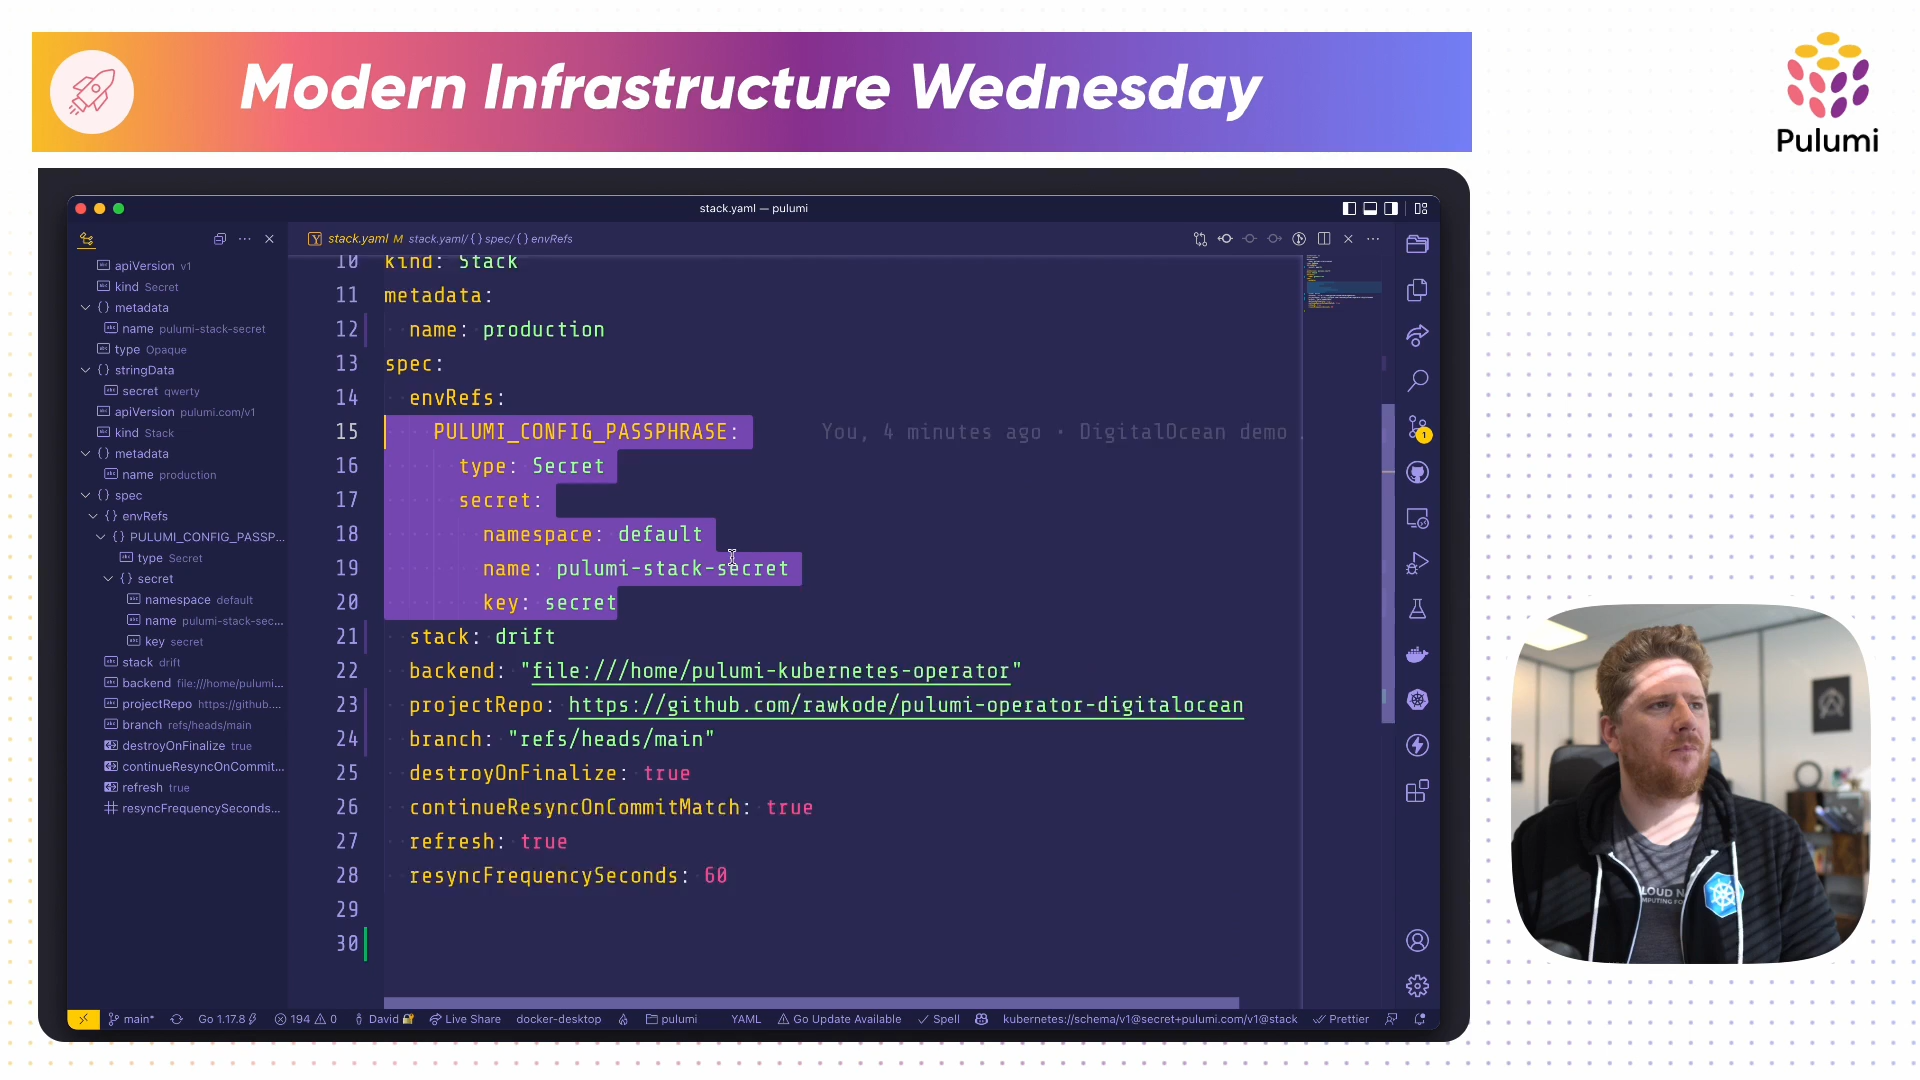 Modern Infrastructure Wednesday
Pulumi
stack.yaml — pulumi
stack.yaml M stack.yaml/{ } spec/{ } envRefs
apiVersion v1
kind Secret
{ } metadata
name pulumi-stack-secret
type Opaque
{ } stringData
secret qwerty
apiVersion pulumi.com/v1
kind Stack
{ } metadata
name production
{ } spec
{ } envRefs
{ } PULUMI_CONFIG_PASSP...
type Secret
{ } secret
namespace default
name pulumi-stack-sec...
key secret
stack drift
backend file:///home/pulumi...
projectRepo https://github....
branch refs/heads/main
destroyOnFinalize true
continueResyncOnCommit...
refresh true
resyncFrequencySeconds...
10 kind: Stack
11 metadata:
12 name: production
13 spec:
14 envRefs:
15 PULUMI_CONFIG_PASSPHRASE: You, 4 minutes ago • DigitalOcean demo .
16 type: Secret
17 secret:
18 namespace: default
19 name: pulumi-stack-secret
20 key: secret
21 stack: drift
22 backend: "file:///home/pulumi-kubernetes-operator"
23 projectRepo: https://github.com/rawkode/pulumi-operator-digitalocean
24 branch: "refs/heads/main"
25 destroyOnFinalize: true
26 continueResyncOnCommitMatch: true
27 refresh: true
28 resyncFrequencySeconds: 60
29
30
1
main* Go 1.17.8 194 0 David Live Share docker-desktop pulumi YAML Go Update Available Spell kubernetes://schema/v1@secret+pulumi.com/v1@stack Prettier